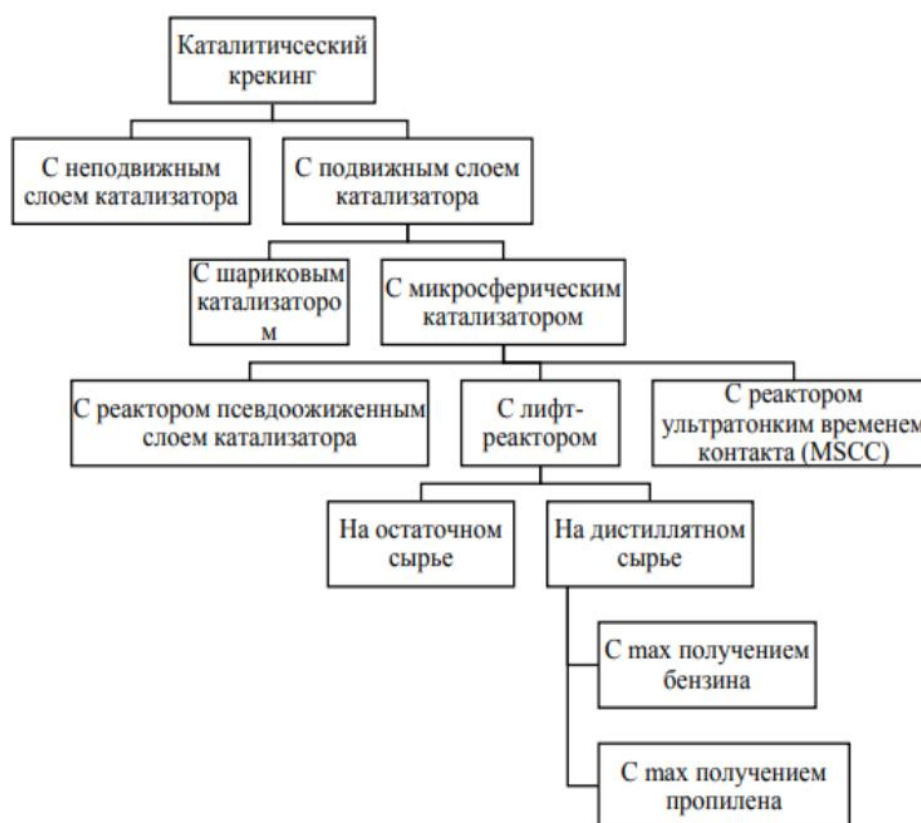 Каталитичсеский
крекинг
С неподвижным
слоем катализатора
С подвижным слоем
катализатора
С шариковым
катализаторо
м
С микросферическим
катализатором
С реактором псевдоожиженным
слоем катализатора
С лифт-
реактором
С реактором
ультратонким временем
контакта (MSCC)
На остаточном
сырье
На дистиллятном
сырье
С max получением
бензина
С max получением
пропилена